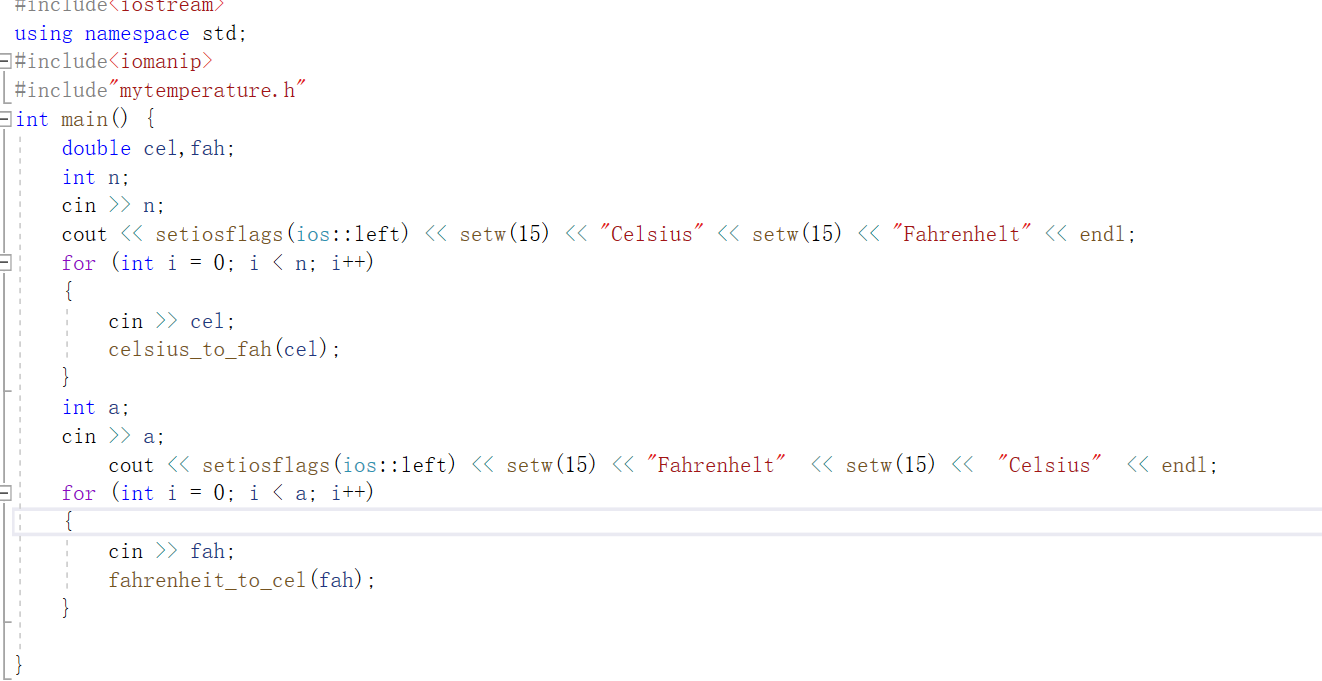 #include<iostream>
using namespace std;
#include<iomanip>
#include"mytemperature.h"
int main() {
    double cel,fah;
    int n;
    cin >> n;
    cout << setiosflags(ios::left) << setw(15) << "Celsius" << setw(15) << "Fahrenhelt" << endl;
    for (int i = 0; i < n; i++)
    {
        cin >> cel;
        celsius_to_fah(cel);
    }
    int a;
    cin >> a;
        cout << setiosflags(ios::left) << setw(15) << "Fahrenhelt"  << setw(15) <<  "Celsius"  << endl;
    for (int i = 0; i < a; i++)
    {
        cin >> fah;
        fahrenheit_to_cel(fah);
    }
}